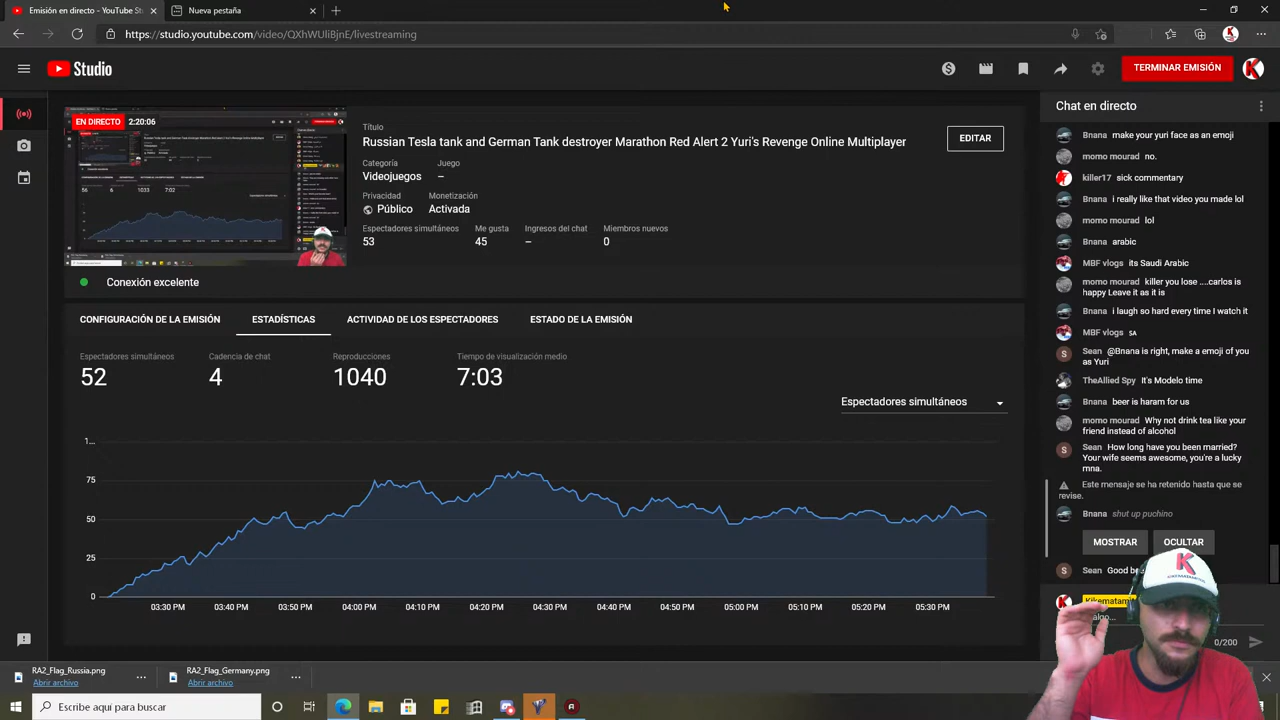 Emisión en directo - YouTube St
Nueva pestaña
https://studio.youtube.com/video/QXhWUliBjnE/livestreaming
Studio
TERMINAR EMISIÓN
EN DIRECTO 2:20:06
Título
Russian Tesla tank and German Tank destroyer Marathon Red Alert 2 Yuri's Revenge Online Multiplayer
EDITAR
Categoría
Juego
Videojuegos
–
Privacidad
Monetización
Público
Activada
Espectadores simultáneos
Me gusta
Ingresos del chat
Miembros nuevos
53
45
–
0
Conexión excelente
CONFIGURACIÓN DE LA EMISIÓN
ESTADÍSTICAS
ACTIVIDAD DE LOS ESPECTADORES
ESTADO DE LA EMISIÓN
Espectadores simultáneos
Cadencia de chat
Reproducciones
Tiempo de visualización medio
52
4
1040
7:03
Espectadores simultáneos
1...
75
50
25
0
03:30 PM
03:40 PM
03:50 PM
04:00 PM
04:10 PM
04:20 PM
04:30 PM
04:40 PM
04:50 PM
05:00 PM
05:10 PM
05:20 PM
05:30 PM
Chat en directo
Bnana make your yuri face as an emoji
momo mourad no.
killer17 sick commentary
Bnana i really like that video you made lol
momo mourad lol
Bnana arabic
MBF vlogs its Saudi Arabic
momo mourad killer you lose ....carlos is
happy Leave it as it is
Bnana i laugh so hard every time I watch it
MBF vlogs SA
Sean @Bnana is right, make a emoji of you
as Yuri
TheAllied Spy It's Modelo time
Bnana beer is haram for us
momo mourad Why not drink tea like your
friend instead of alcohol
Sean How long have you been married?
Your wife seems awesome, you're a lucky
mna.
Este mensaje se ha retenido hasta que se
revise.
Bnana shut up puchino
MOSTRAR
OCULTAR
Sean Good be
Kikematamit
algo...
0/200
RA2_Flag_Russia.png
Abrir archivo
RA2_Flag_Germany.png
Abrir archivo
Escribe aquí para buscar